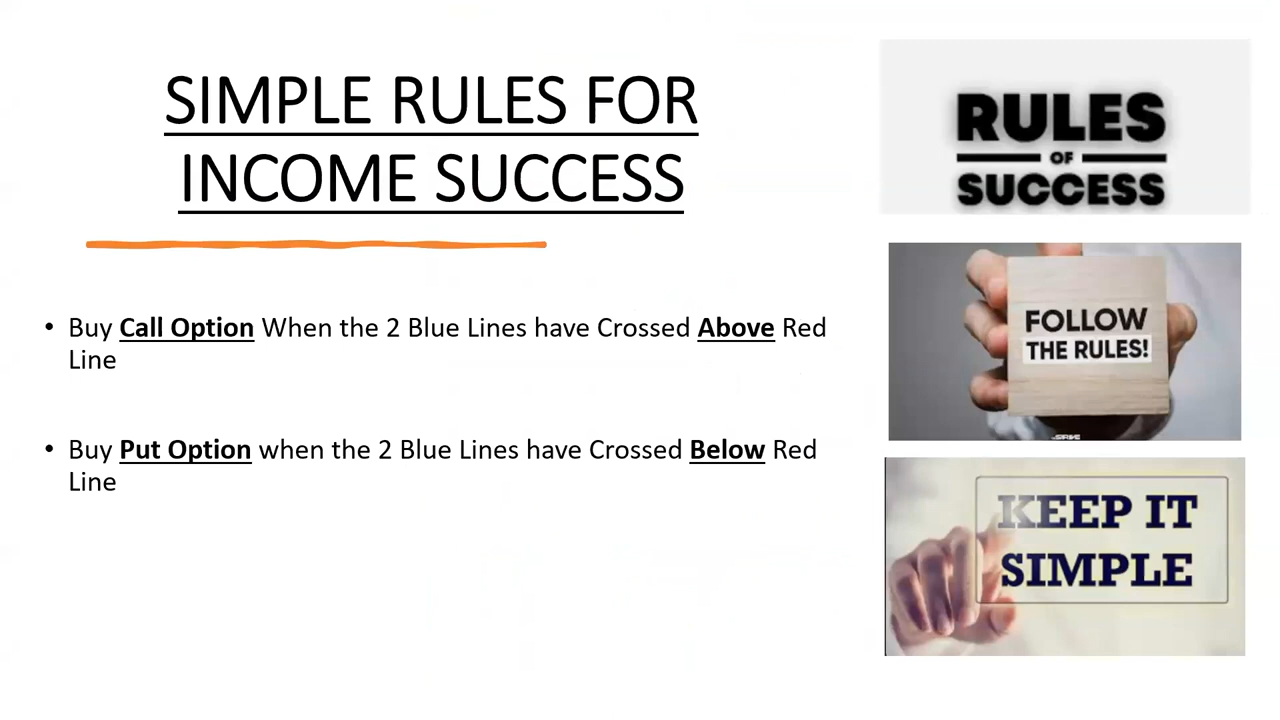 SIMPLE RULES FOR
INCOME SUCCESS
• Buy Call Option When the 2 Blue Lines have Crossed Above Red
Line
• Buy Put Option when the 2 Blue Lines have Crossed Below Red
Line
RULES
OF
SUCCESS
FOLLOW
THE RULES!
KEEP IT
SIMPLE